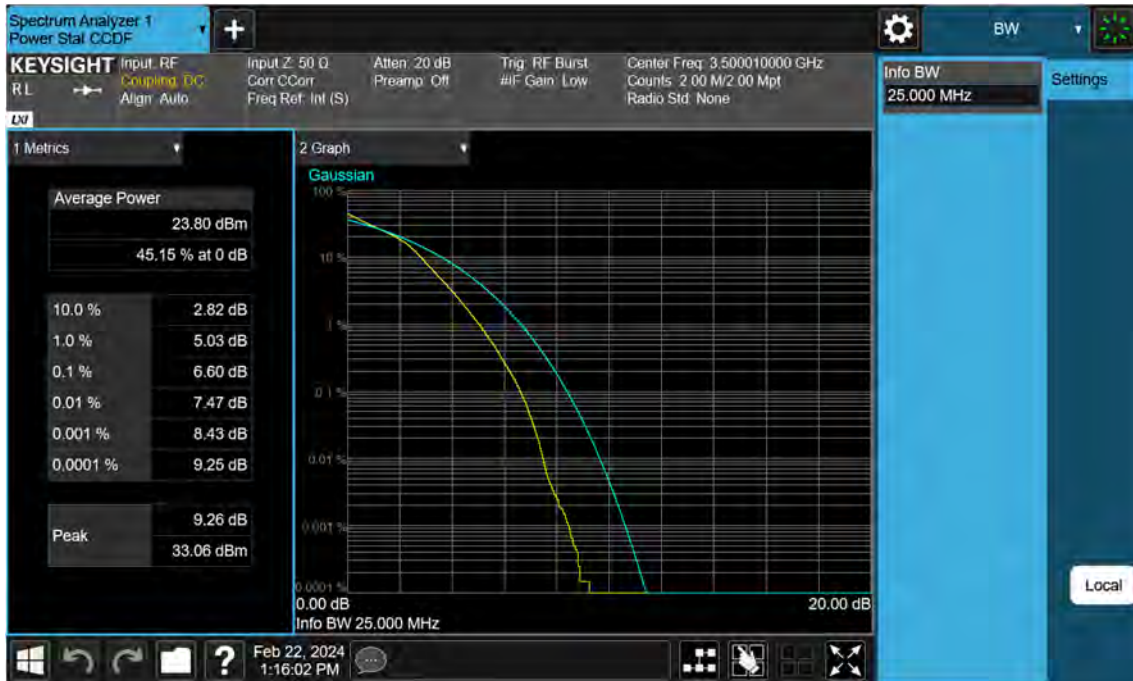 Spectrum Analyzer 1
Power Stat CCDF
+
BW
KEYSIGHT
RL
LXI
Input: RF
Coupling: DC
Align: Auto
Input Z: 50 Ω
Corr CCorr
Freq Ref: Int (S)
Atten: 20 dB
Preamp: Off
Trig: RF Burst
#IF Gain: Low
Center Freq: 3.500010000 GHz
Counts: 2.00 M/2.00 Mpt
Radio Std: None
Info BW
25.000 MHz
Settings
1 Metrics
Average Power
23.80 dBm
45.15 % at 0 dB
10.0 % 2.82 dB
1.0 % 5.03 dB
0.1 % 6.60 dB
0.01 % 7.47 dB
0.001 % 8.43 dB
0.0001 % 9.25 dB
Peak
9.26 dB
33.06 dBm
2 Graph
Gaussian
100 %
10 %
1 %
0.1 %
0.01 %
0.001 %
0.0001 %
0.00 dB
20.00 dB
Info BW 25.000 MHz
Local
?
Feb 22, 2024
1:16:02 PM